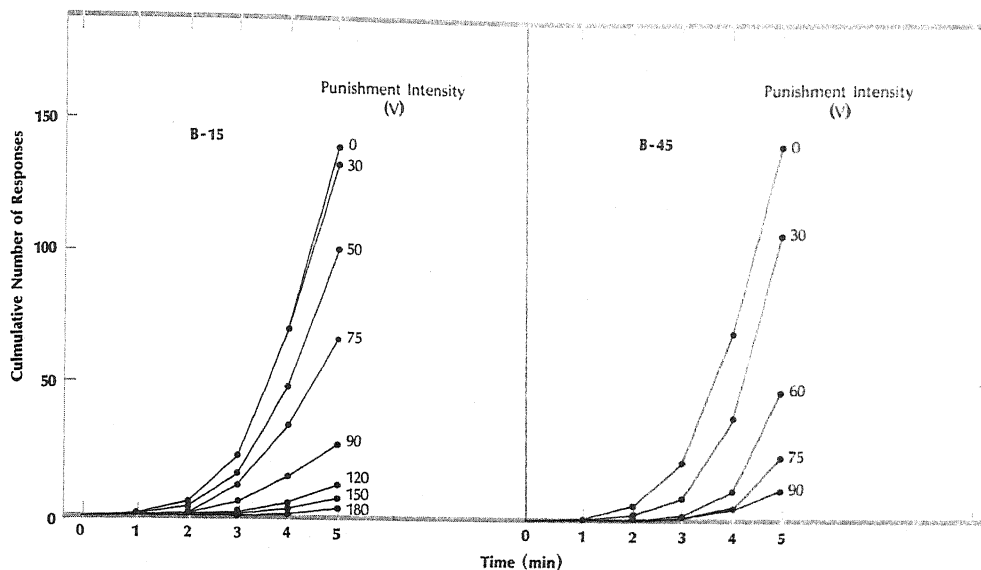 Punishment Intensity
(V)
B-15
150
100
50
0
Culmulative Number of Responses
0
30
50
75
90
120
150
180
0 1 2 3 4 5
Punishment Intensity
(V)
B-45
0
30
60
75
90
0 1 2 3 4 5
Time (min)